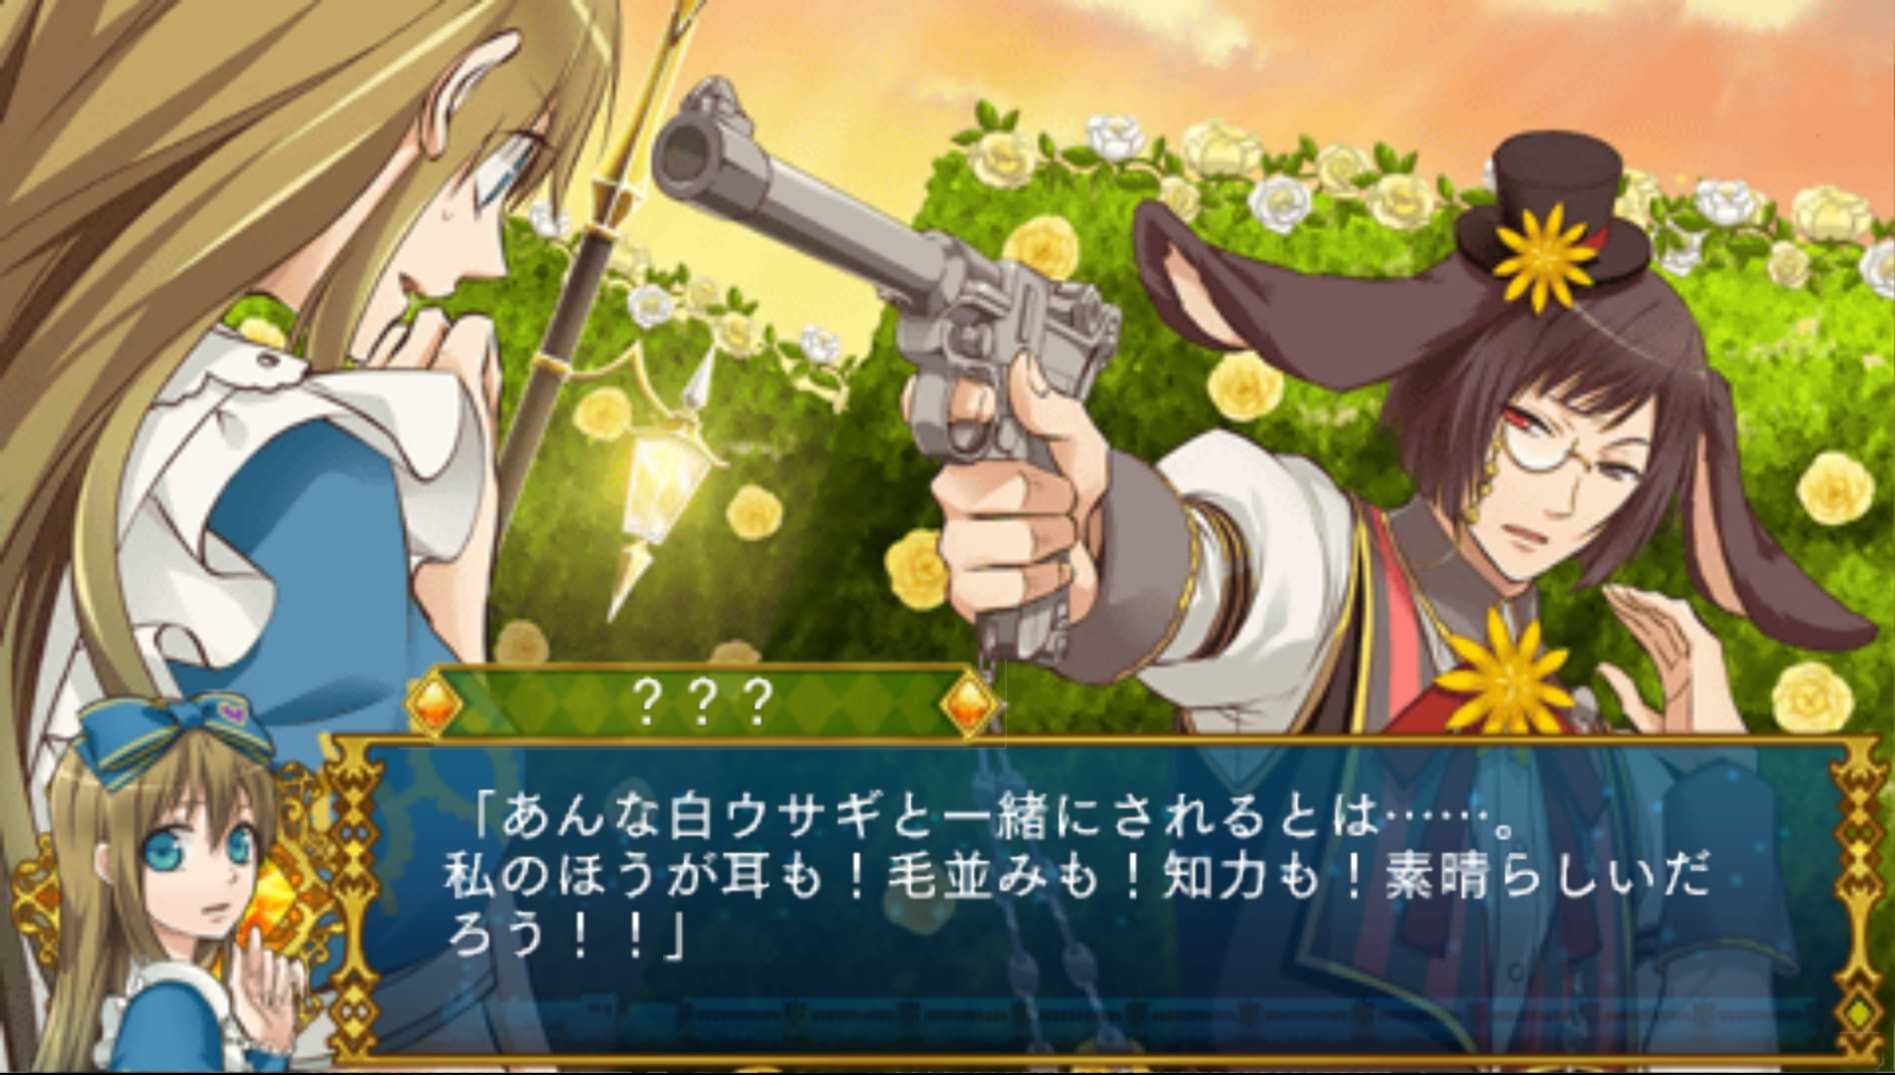 ？？？
「あんな白ウサギと一緒にされるとは……。
私のほうが耳も！毛並みも！知力も！素晴らしいだ
ろう！！」